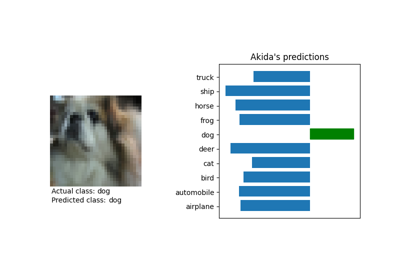 Akida's predictions
truck
ship
horse
frog
dog
deer
cat
bird
automobile
airplane
Actual class: dog
Predicted class: dog